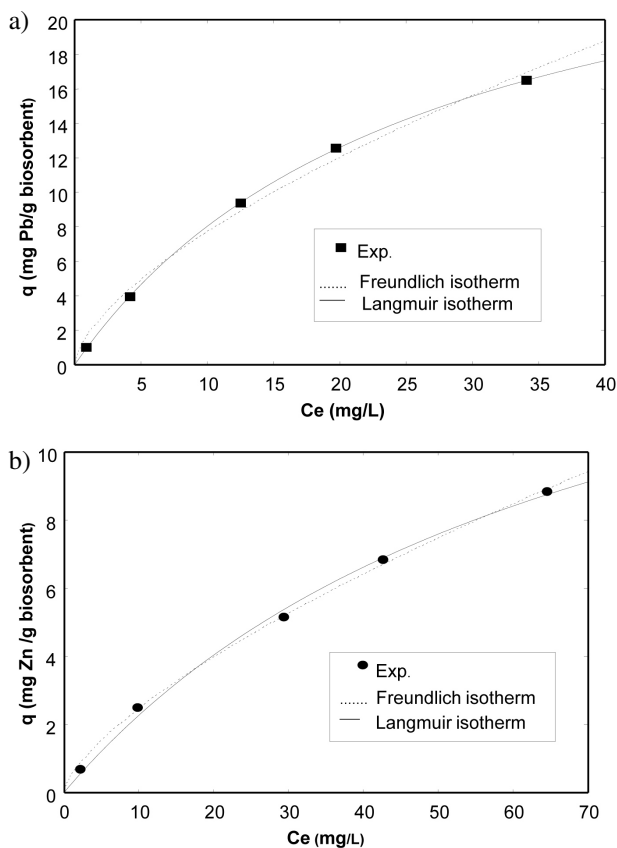 a)
20
18
16
14
12
10
8
6
4
2
0
q (mg Pb/g biosorbent)
Exp.
Freundlich isotherm
Langmuir isotherm
5 10 15 20 25 30 35 40
Ce (mg/L)
b)
10
8
6
4
2
0
q (mg Zn /g biosorbent)
Exp.
Freundlich isotherm
Langmuir isotherm
0 10 20 30 40 50 60 70
Ce (mg/L)